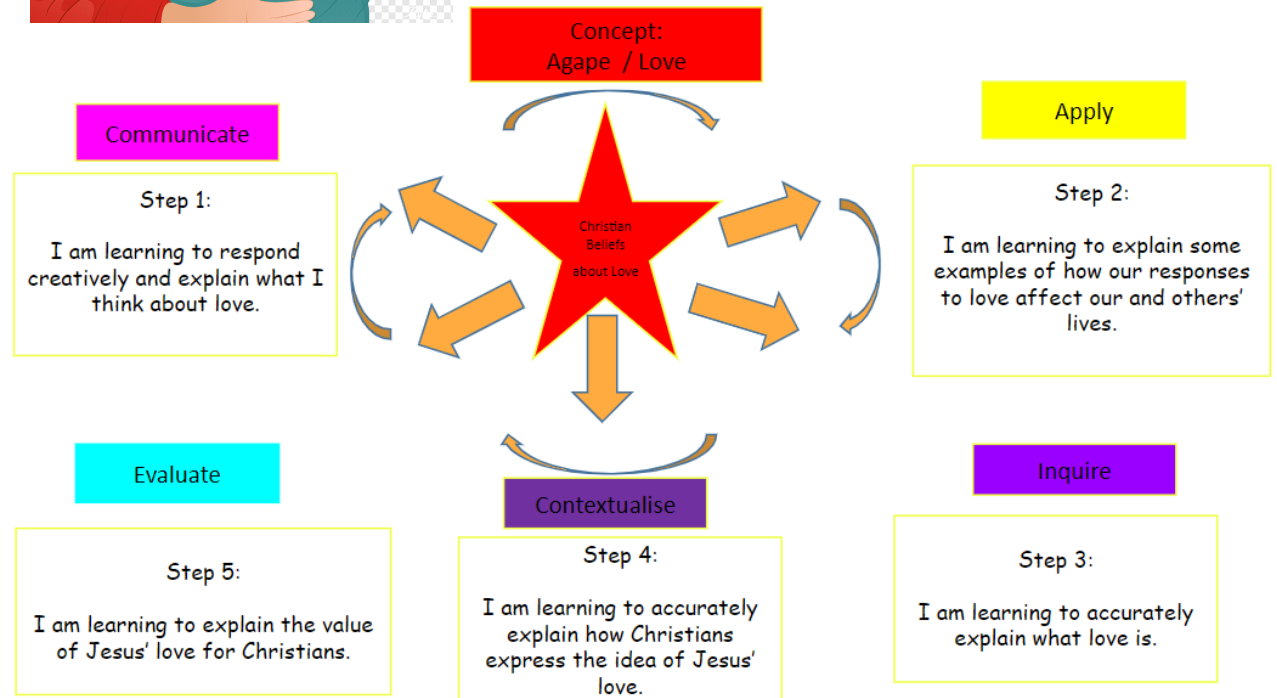 Concept:
Agape / Love
Communicate
Step 1:
I am learning to respond
creatively and explain what I
think about love.
Christian
Beliefs
about Love
Apply
Step 2:
I am learning to explain some
examples of how our responses
to love affect our and others’
lives.
Inquire
Step 3:
I am learning to accurately
explain what love is.
Contextualise
Step 4:
I am learning to accurately
explain how Christians
express the idea of Jesus’
love.
Evaluate
Step 5:
I am learning to explain the value
of Jesus’ love for Christians.